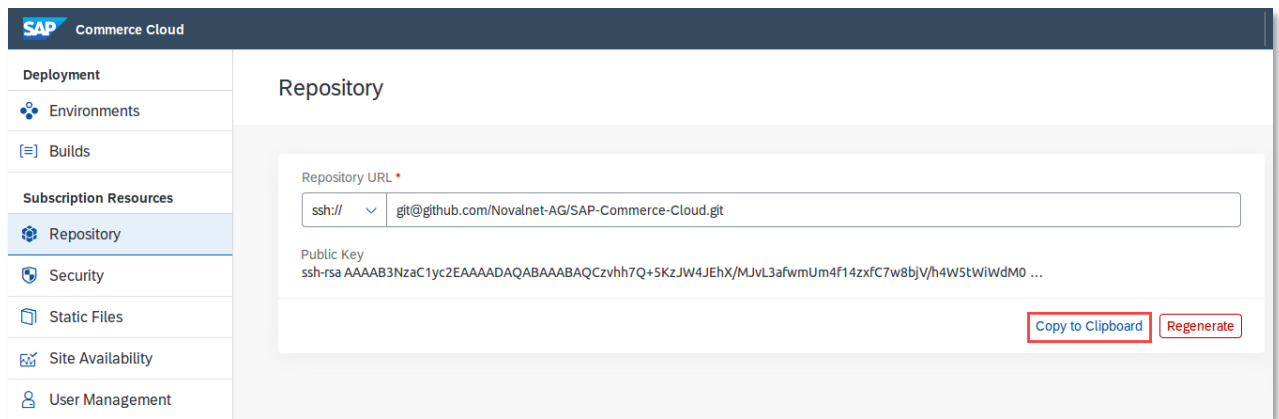 SAP Commerce Cloud
Deployment
Environments
Builds
Subscription Resources
Repository
Security
Static Files
Site Availability
User Management
Repository
Repository URL *
ssh:// git@github.com/Novalnet-AG/SAP-Commerce-Cloud.git
Public Key
ssh-rsa AAAAB3NzaC1yc2EAAAADAQABAAABAQCzvhh7Q+5KzJW4JEhX/MJvL3afwmUm4f14zxfC7w8bjV/h4W5tWiWdM0 ...
Copy to Clipboard Regenerate